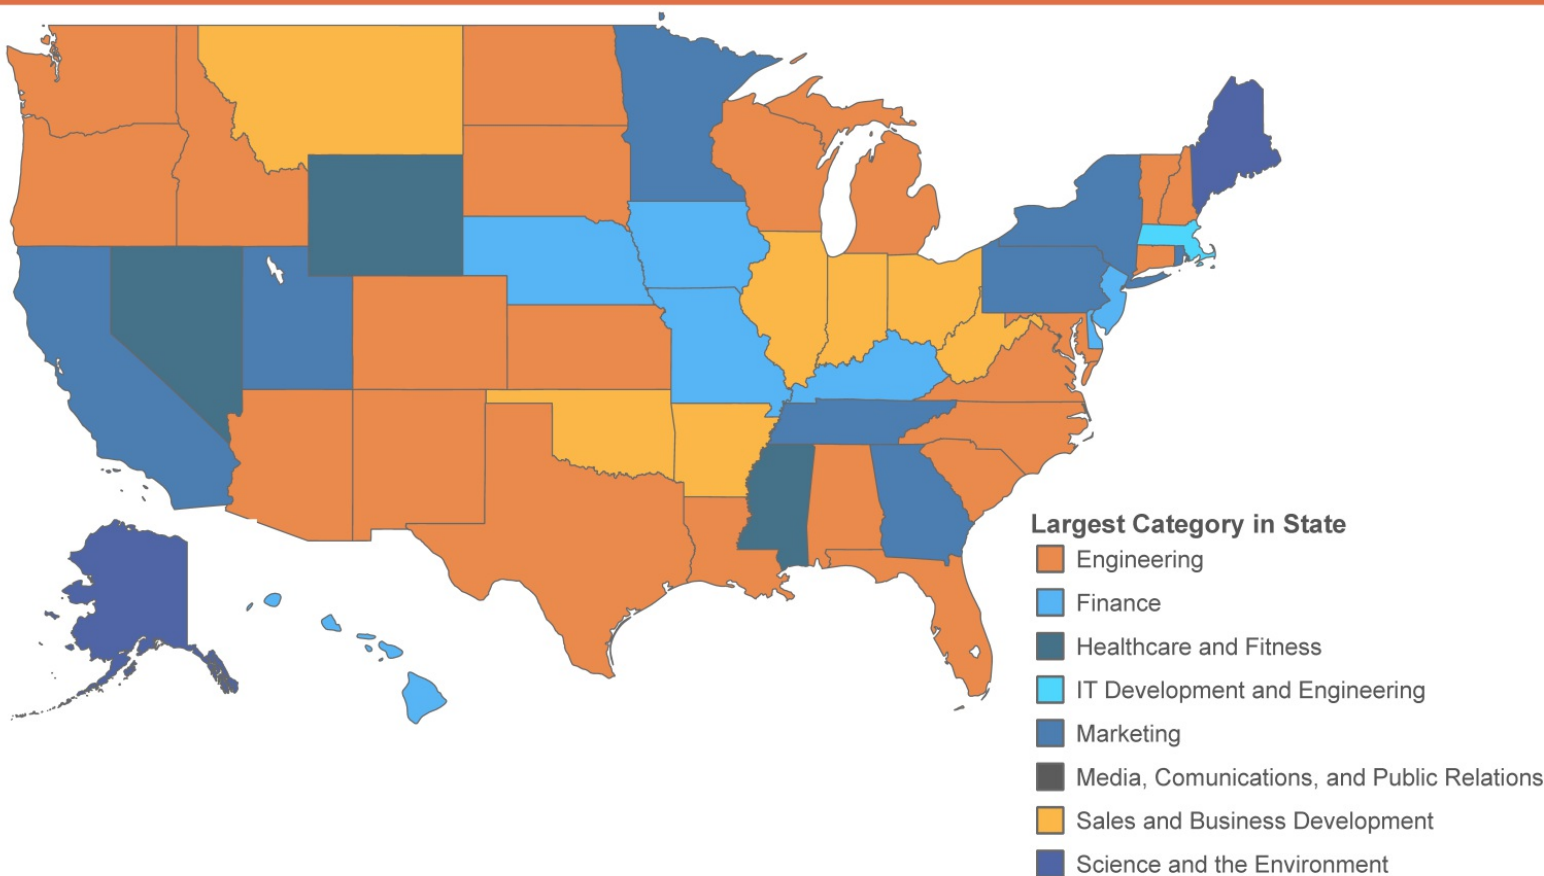 Largest Category in State
Engineering
Finance
Healthcare and Fitness
IT Development and Engineering
Marketing
Media, Comunications, and Public Relations
Sales and Business Development
Science and the Environment